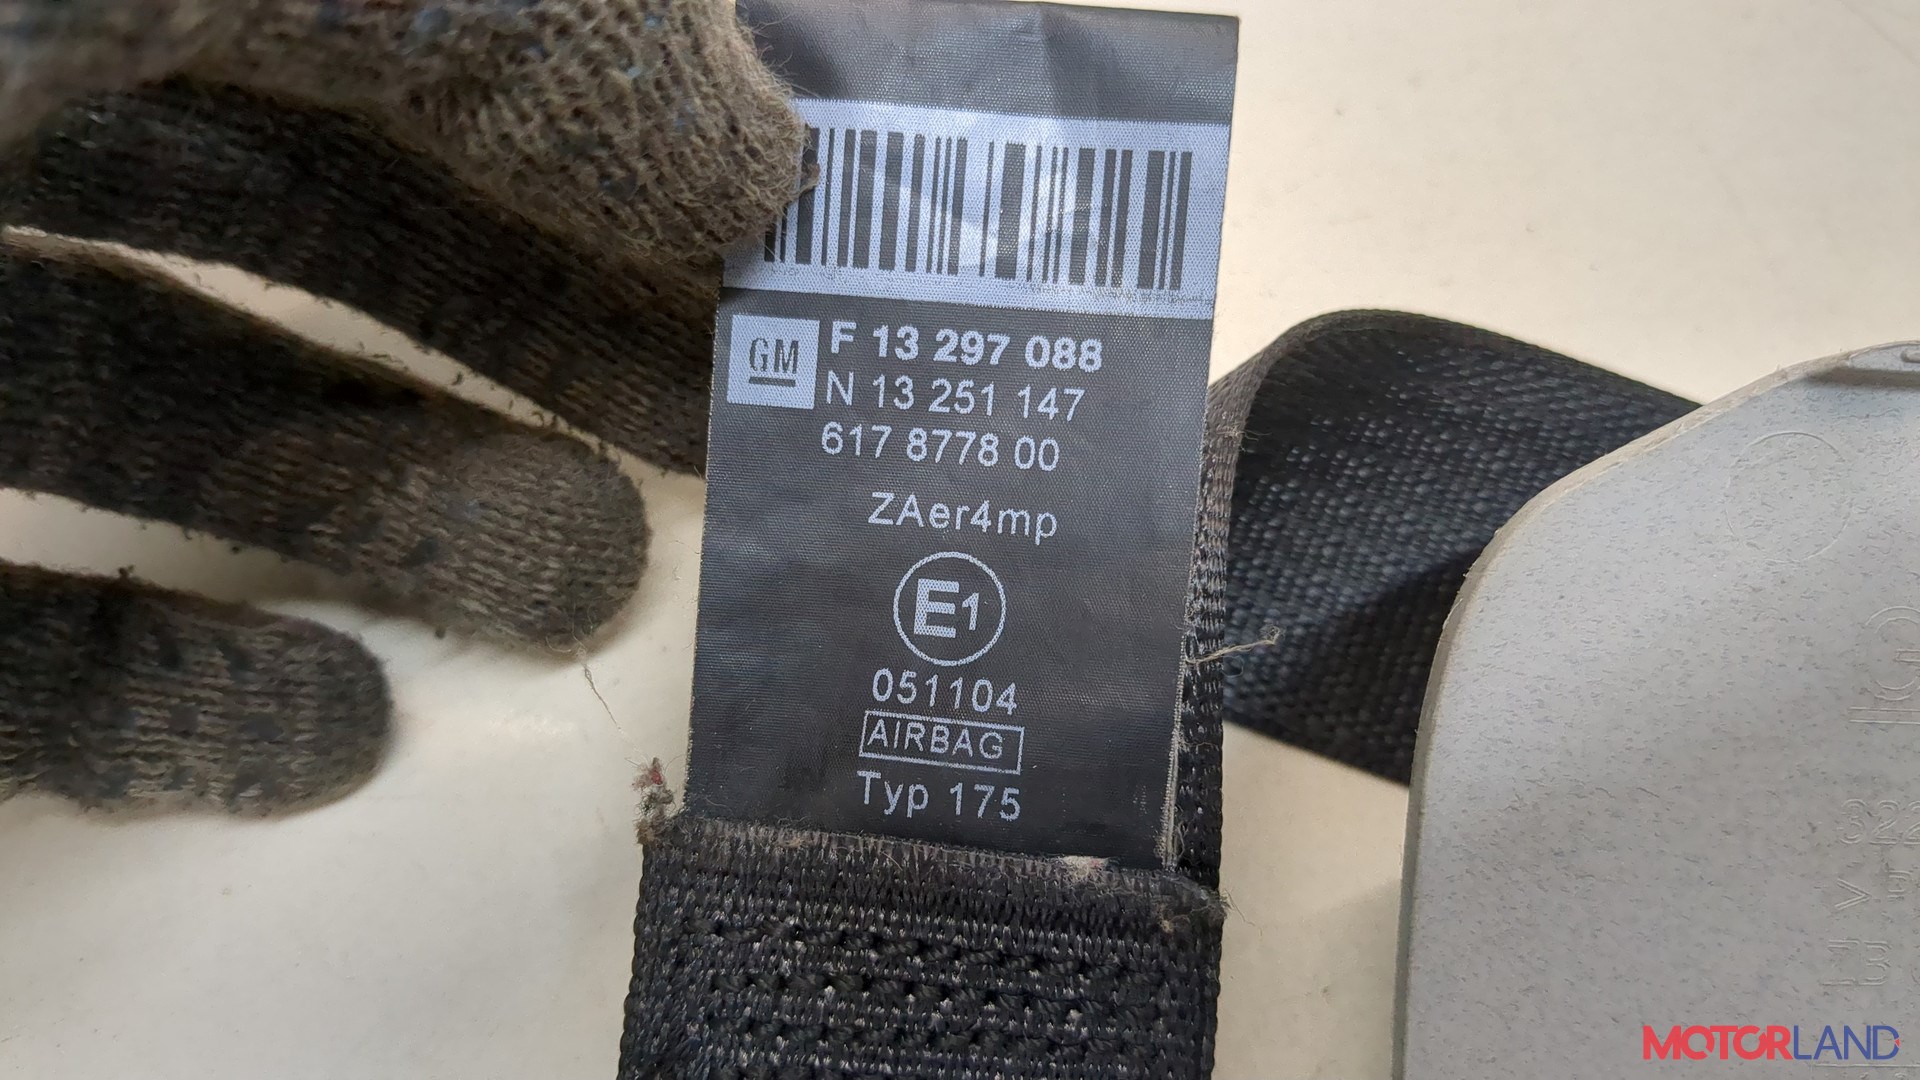 GM
F 13 297 088
N 13 251 147
617 8778 00
ZAer4mp
E1
051104
AIRBAG
Typ 175
MOTORLAND